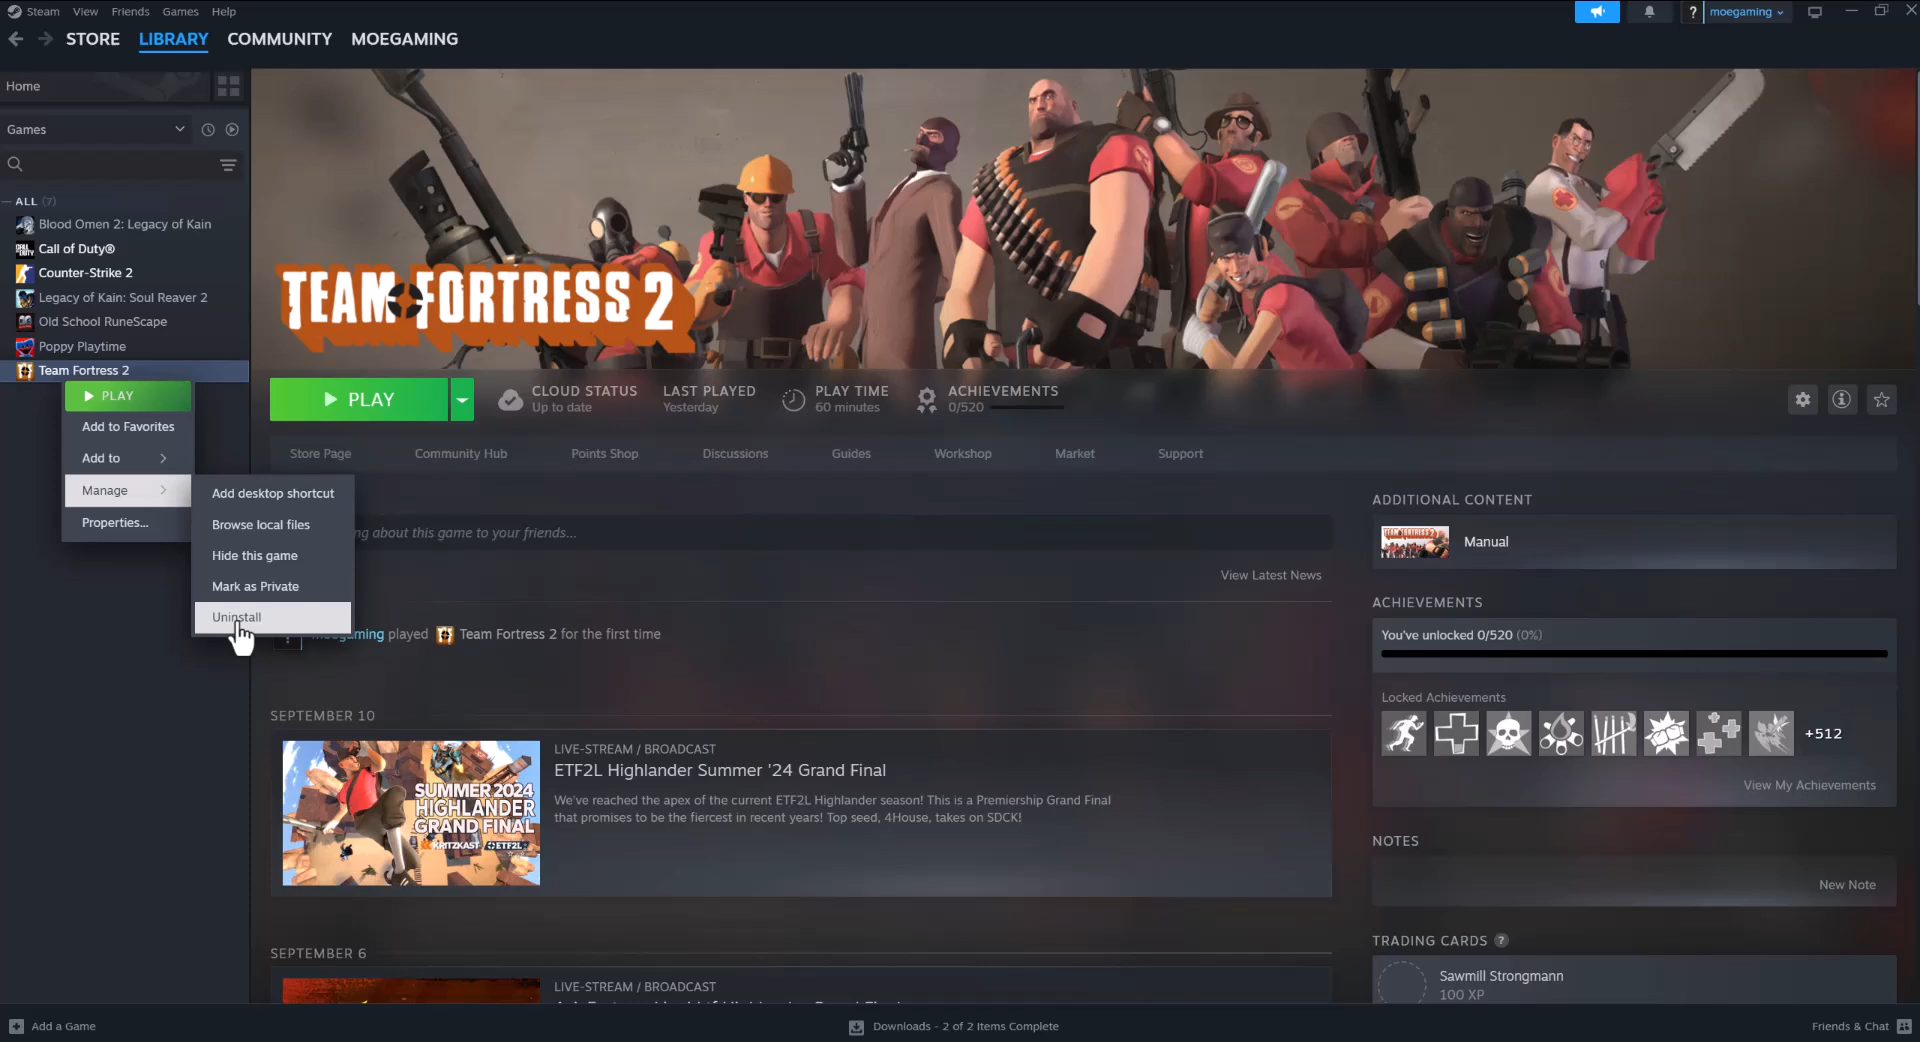 Steam View Friends Games Help
? moegaming
STORE LIBRARY COMMUNITY MOEGAMING
Home
Games
ALL (7)
Blood Omen 2: Legacy of Kain
Call of Duty®
Counter-Strike 2
Legacy of Kain: Soul Reaver 2
Old School RuneScape
Poppy Playtime
Team Fortress 2
PLAY
Add to Favorites
Add to
Manage
Properties...
Add desktop shortcut
Browse local files
Hide this game
Mark as Private
Uninstall
TEAM FORTRESS 2
PLAY
CLOUD STATUS
Up to date
LAST PLAYED
Yesterday
PLAY TIME
60 minutes
ACHIEVEMENTS
0/520
Store Page Community Hub Points Shop Discussions Guides Workshop Market Support
about this game to your friends...
View Latest News
played Team Fortress 2 for the first time
SEPTEMBER 10
SUMMER 2024
HIGHLANDER
GRAND FINAL
KRITZKAST ETF2L
LIVE-STREAM / BROADCAST
ETF2L Highlander Summer '24 Grand Final
We've reached the apex of the current ETF2L Highlander season! This is a Premiership Grand Final
that promises to be the fiercest in recent years! Top seed, 4House, takes on SDCK!
SEPTEMBER 6
LIVE-STREAM / BROADCAST
ADDITIONAL CONTENT
TEAM FORTRESS 2
Manual
ACHIEVEMENTS
You've unlocked 0/520 (0%)
Locked Achievements
+512
View My Achievements
NOTES
New Note
TRADING CARDS ?
Sawmill Strongmann
100 XP
Add a Game
Downloads - 2 of 2 Items Complete
Friends & Chat